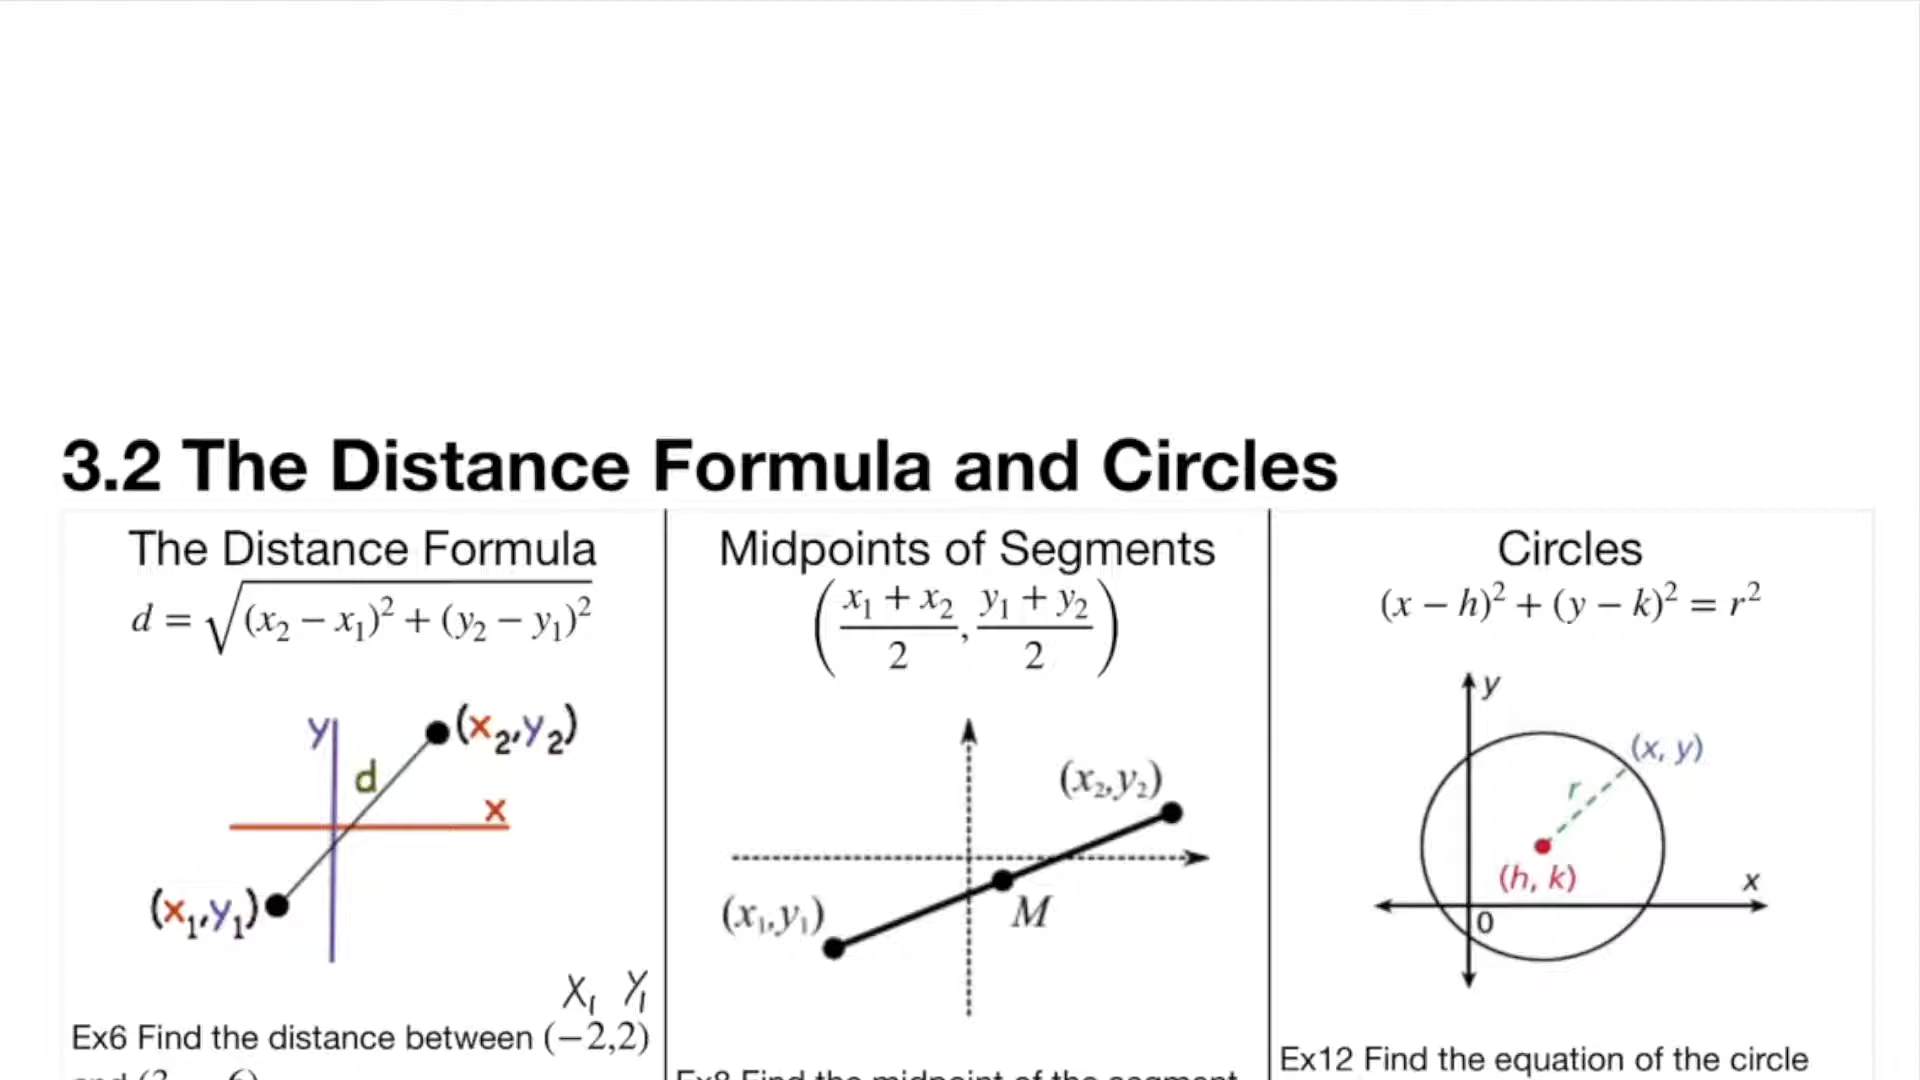 3.2 The Distance Formula and Circles
The Distance Formula
d = √(x₂ − x₁)² + (y₂ − y₁)²
y
(x₂,y₂)
d
x
(x₁,y₁)
X₁ Y₁
Ex6 Find the distance between (−2,2)
Midpoints of Segments
(x₁ + x₂/2, y₁ + y₂/2)
(x₂,y₂)
(x₁,y₁)
M
Ex8 Find the midpoint of the segment
Circles
(x − h)² + (y − k)² = r²
y
(x, y)
r
(h, k)
x
0
Ex12 Find the equation of the circle